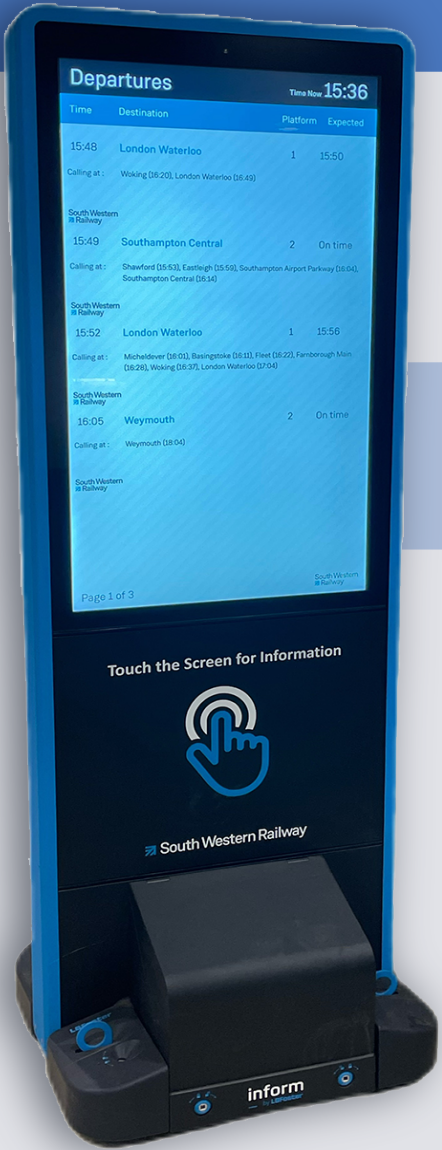 Departures
Time Now 15:36
Time Destination Platform Expected
15:48 London Waterloo 1 15:50
Calling at : Woking (16:20), London Waterloo (16:49)
South Western
Railway
15:49 Southampton Central 2 On time
Calling at : Shawford (15:53), Eastleigh (15:59), Southampton Airport Parkway (16:04),
Southampton Central (16:14)
South Western
Railway
15:52 London Waterloo 1 15:56
Calling at : Micheldever (16:01), Basingstoke (16:11), Fleet (16:22), Farnborough Main
(16:28), Woking (16:37), London Waterloo (17:04)
South Western
Railway
16:05 Weymouth 2 On time
Calling at : Weymouth (18:04)
South Western
Railway
South Western
Railway
Page 1 of 3
Touch the Screen for Information
South Western Railway
LBFoster
inform
by LBFoster